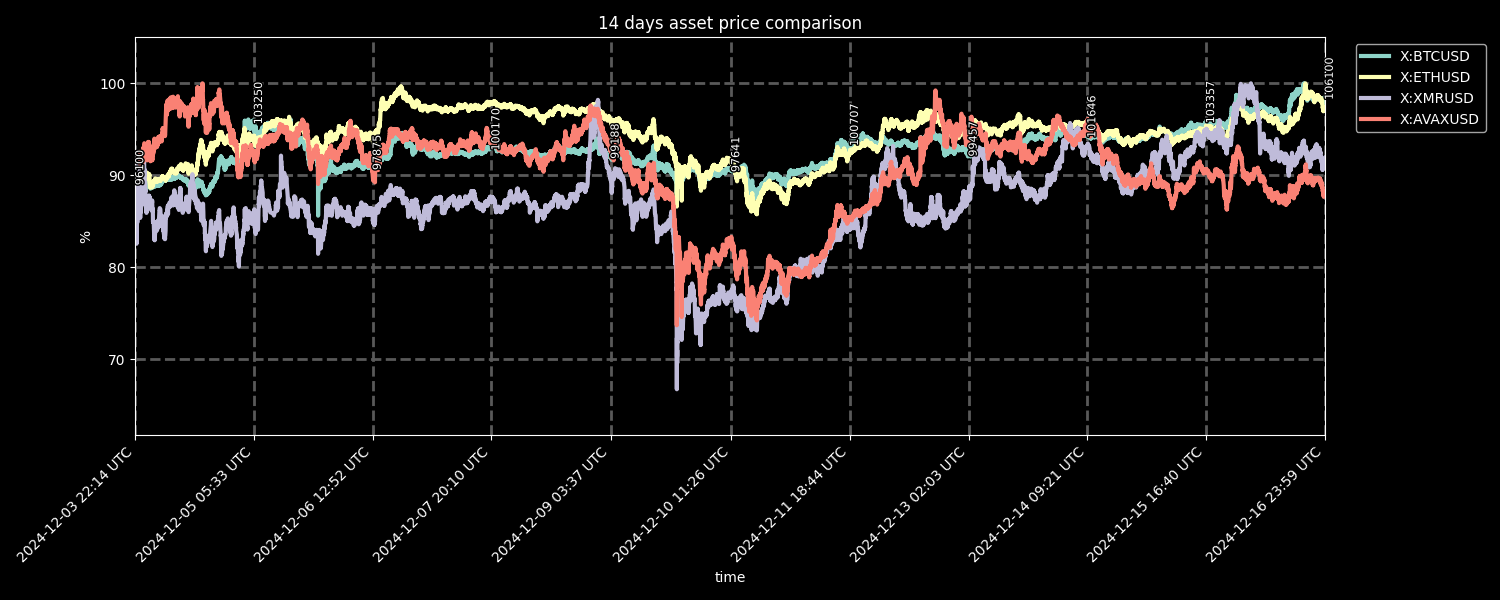 14 days asset price comparison
X:BTCUSD
X:ETHUSD
X:XMRUSD
X:AVAXUSD
%
100
90
80
70
96000
103250
97875
100170
99188
97641
100707
99457
101646
103357
106100
2024-12-03 22:14 UTC
2024-12-05 05:33 UTC
2024-12-06 12:52 UTC
2024-12-07 20:10 UTC
2024-12-09 03:37 UTC
2024-12-10 11:26 UTC
2024-12-11 18:44 UTC
2024-12-13 02:03 UTC
2024-12-14 09:21 UTC
2024-12-15 16:40 UTC
2024-12-16 23:59 UTC
time